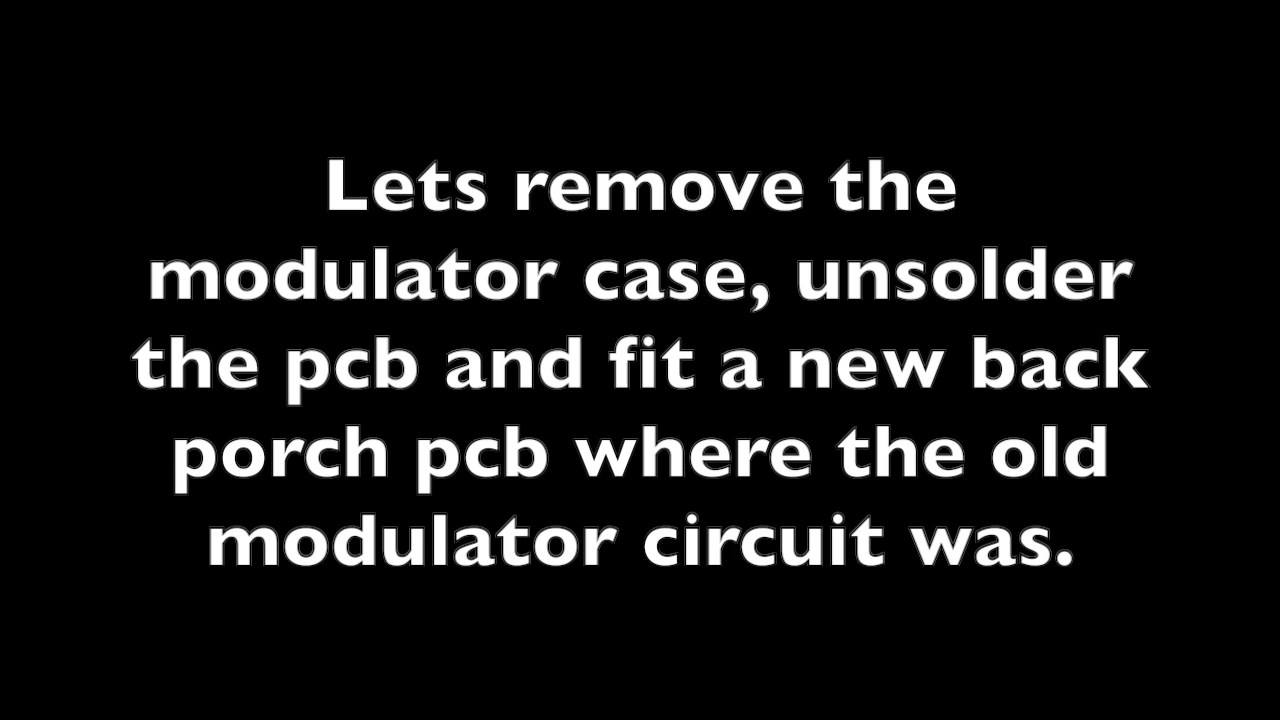 Lets remove the
modulator case, unsolder
the pcb and fit a new back
porch pcb where the old
modulator circuit was.